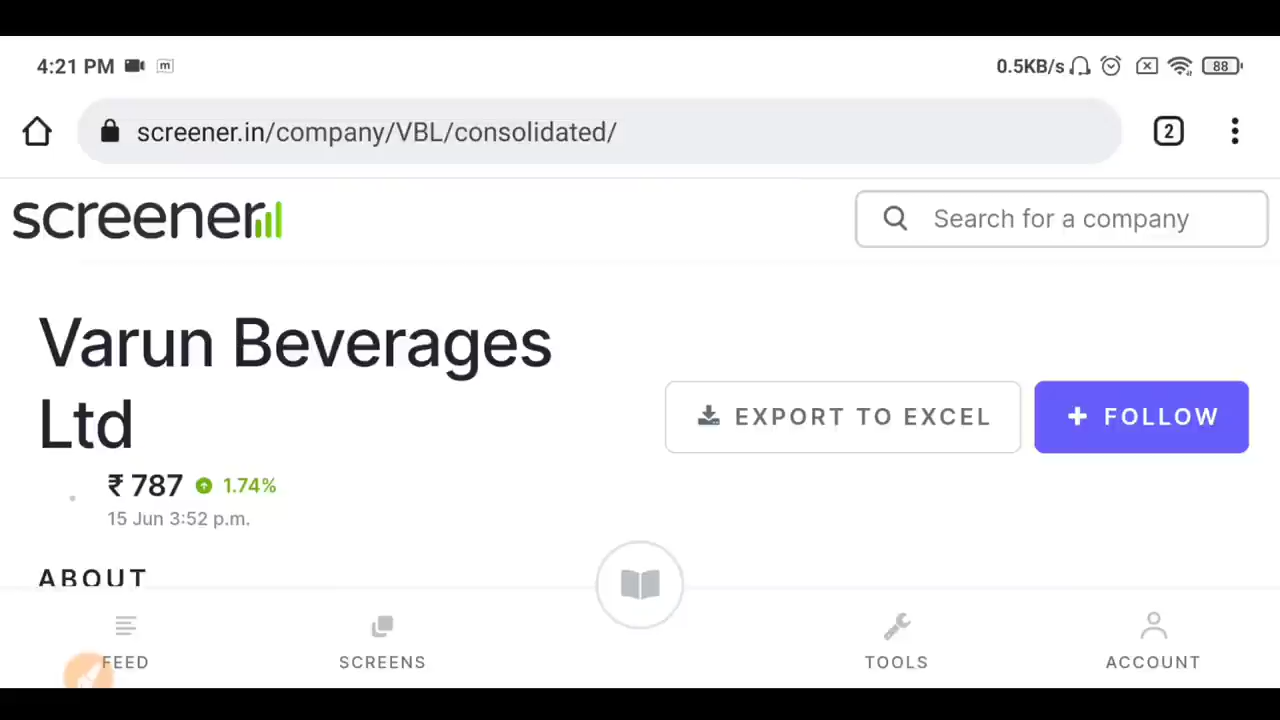 4:21 PM m 0.5KB/s 88
screener.in/company/VBL/consolidated/ 2
screener Search for a company
Varun Beverages
Ltd
EXPORT TO EXCEL + FOLLOW
₹ 787 1.74%
15 Jun 3:52 p.m.
ABOUT
FEED SCREENS TOOLS ACCOUNT